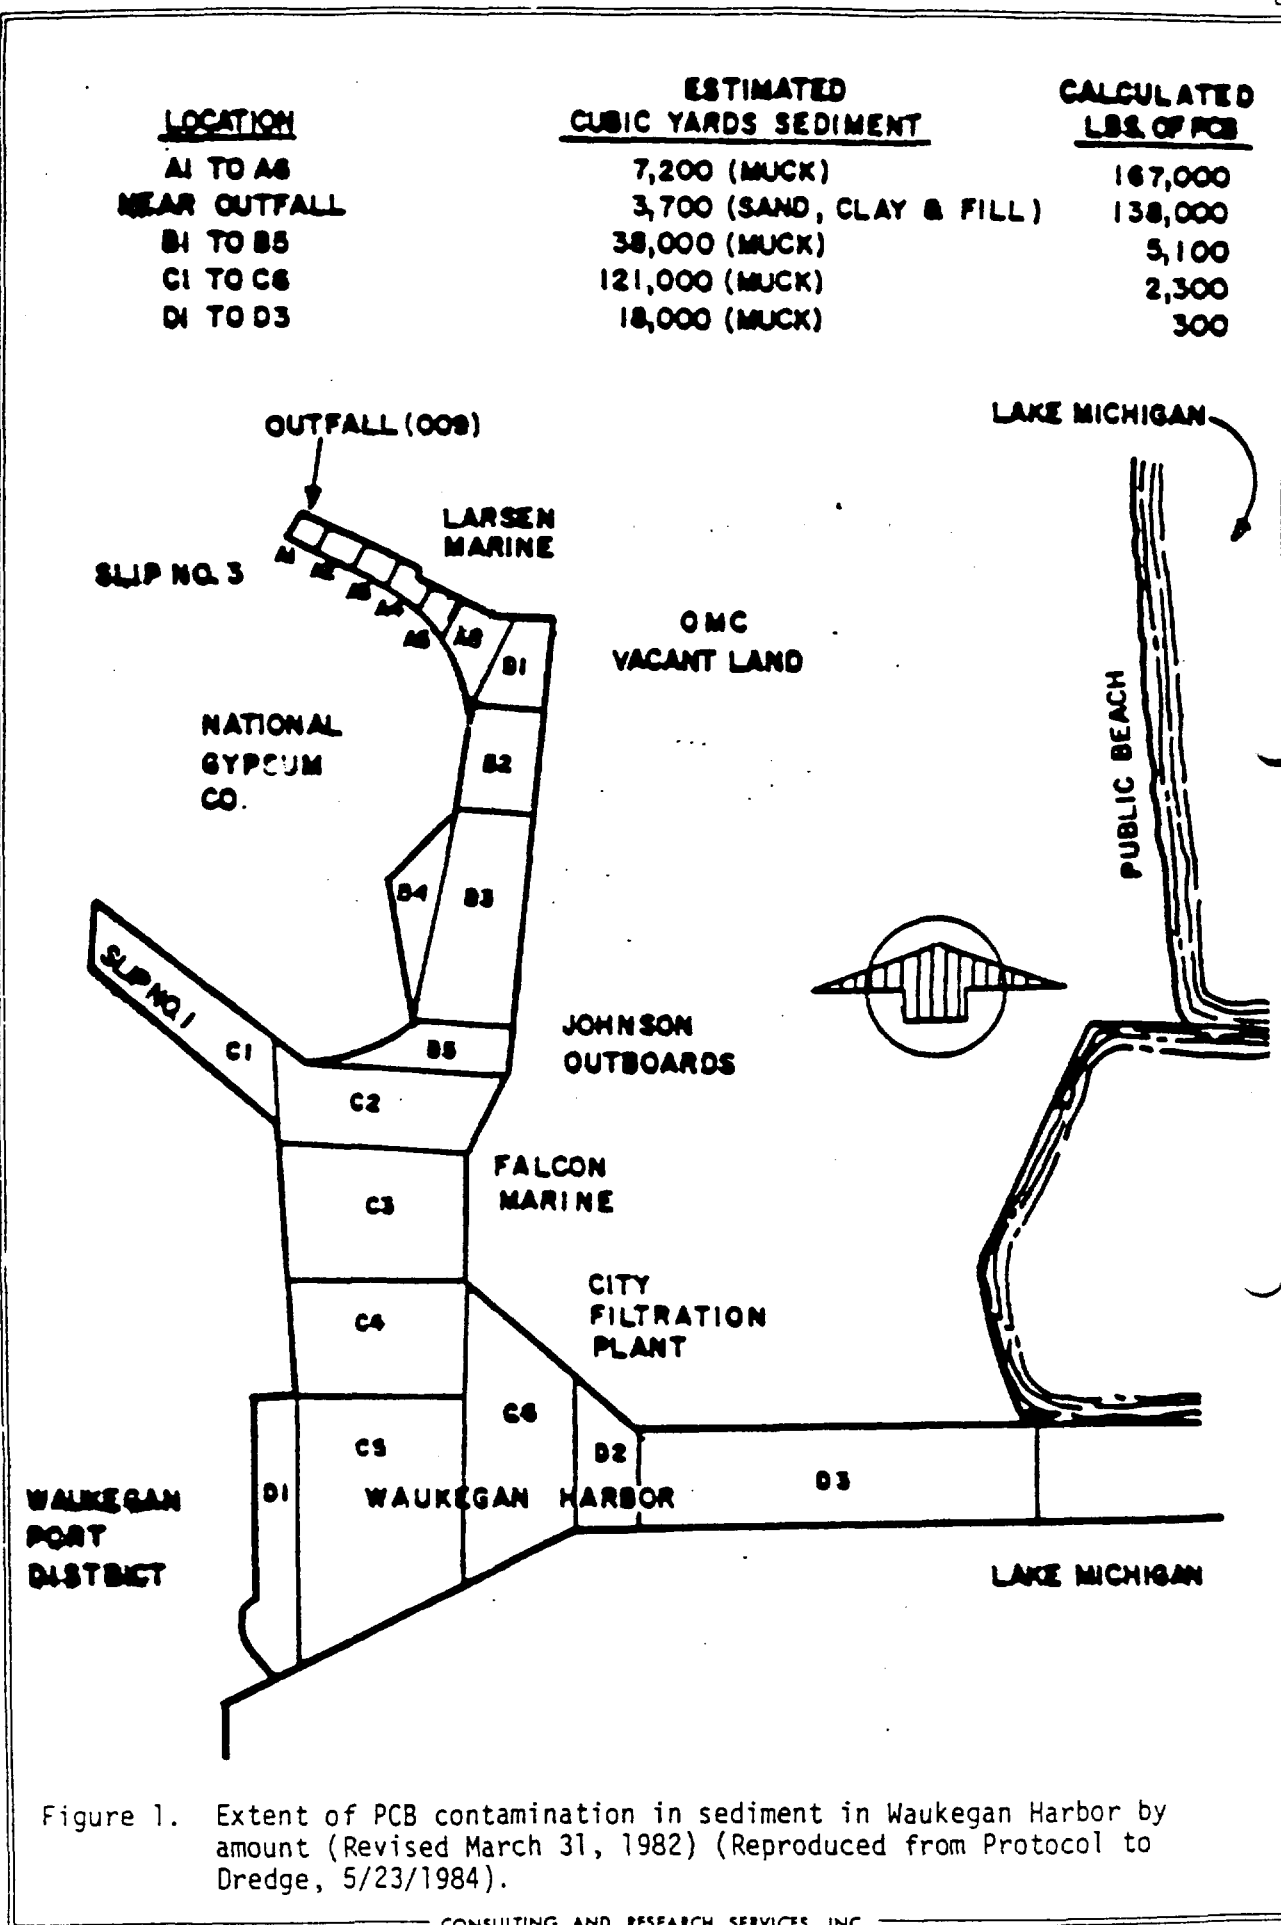 LOCATION ESTIMATED CUBIC YARDS SEDIMENT CALCULATED LBS. OF PCB
A1 TO A6 7,200 (MUCK) 167,000
NEAR OUTFALL 3,700 (SAND, CLAY & FILL) 138,000
B1 TO B5 38,000 (MUCK) 5,100
C1 TO C6 121,000 (MUCK) 2,300
D1 TO D3 18,000 (MUCK) 300
OUTFALL (009)
LAKE MICHIGAN
LARSEN
MARINE
SLIP NO. 3
A1
A2
A3
A4
A5
A6
B1
OMC
VACANT LAND
PUBLIC BEACH
NATIONAL
GYPSUM
CO.
B2
B4
B3
SLIP NO. 1
C1
B5
JOHNSON
OUTBOARDS
C2
FALCON
MARINE
C3
CITY
FILTRATION
PLANT
C4
C6
C5
D2
D3
D1
WAUKEGAN HARBOR
WAUKEGAN
PORT
DISTRICT
LAKE MICHIGAN
Figure 1. Extent of PCB contamination in sediment in Waukegan Harbor by
amount (Revised March 31, 1982) (Reproduced from Protocol to
Dredge, 5/23/1984).
CONSULTING AND RESEARCH SERVICES, INC.